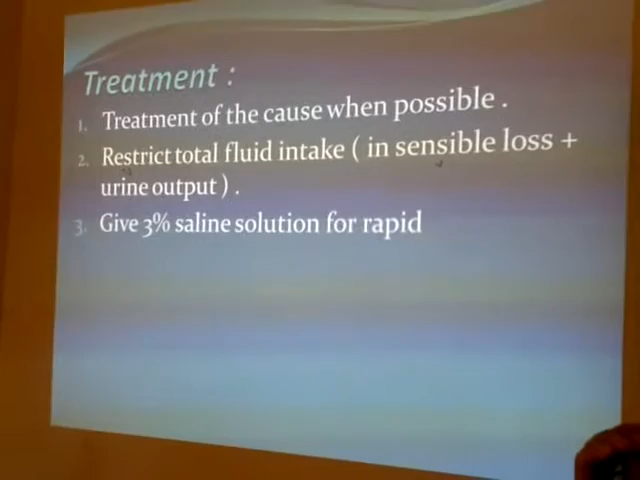 Treatment :
1. Treatment of the cause when possible .
2. Restrict total fluid intake ( in sensible loss +
urine output ) .
3. Give 3% saline solution for rapid